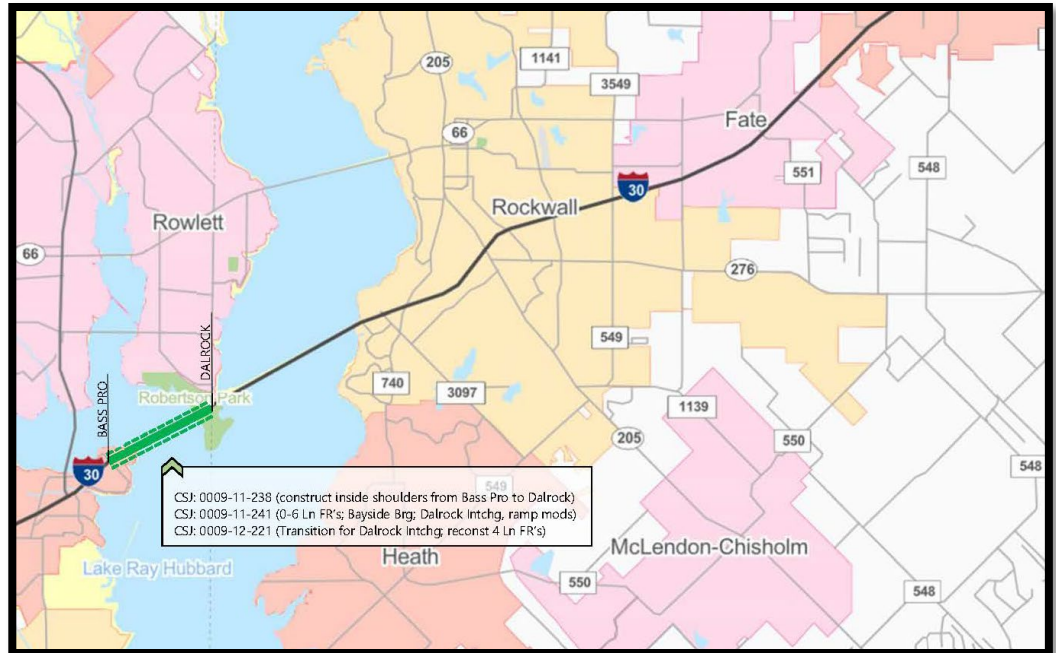 205
1141
3549
66
Fate
551
548
30
Rockwall
Rowlett
66
276
DALROCK
549
740
3097
Robertson Park
1139
BASS PRO
205
550
30
548
549
CSJ: 0009-11-238 (construct inside shoulders from Bass Pro to Dalrock)
CSJ: 0009-11-241 (0-6 Ln FR's; Bayside Brg; Dalrock Intchg, ramp mods)
CSJ: 0009-12-221 (Transition for Dalrock Intchg; reconst 4 Ln FR's)
Heath
McLendon-Chisholm
Lake Ray Hubbard
550
548